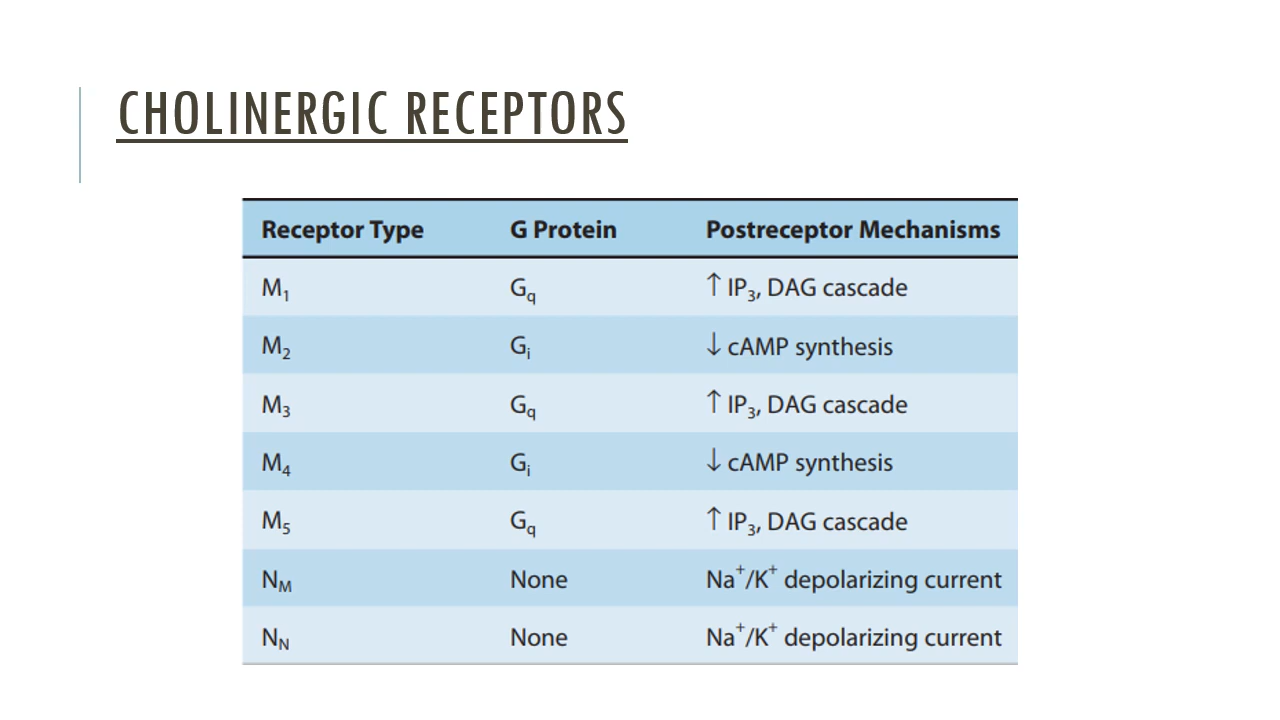 CHOLINERGIC RECEPTORS
Receptor Type G Protein Postreceptor Mechanisms
M₁ Gq ↑ IP₃, DAG cascade
M₂ Gi ↓ cAMP synthesis
M₃ Gq ↑ IP₃, DAG cascade
M₄ Gi ↓ cAMP synthesis
M₅ Gq ↑ IP₃, DAG cascade
NM None Na⁺/K⁺ depolarizing current
NN None Na⁺/K⁺ depolarizing current